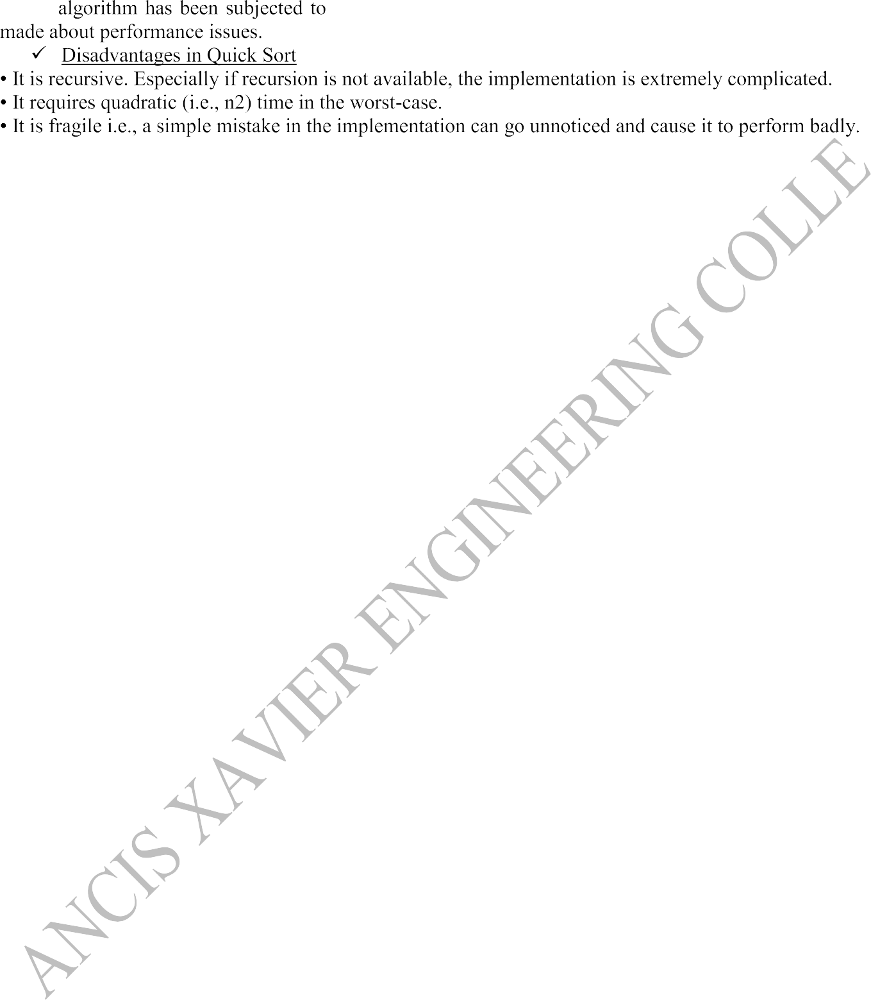 algorithm has been subjected to
made about performance issues.
✓ Disadvantages in Quick Sort
• It is recursive. Especially if recursion is not available, the implementation is extremely complicated.
• It requires quadratic (i.e., n2) time in the worst-case.
• It is fragile i.e., a simple mistake in the implementation can go unnoticed and cause it to perform badly.
ANCIS XAVIER ENGINEERING COLLE